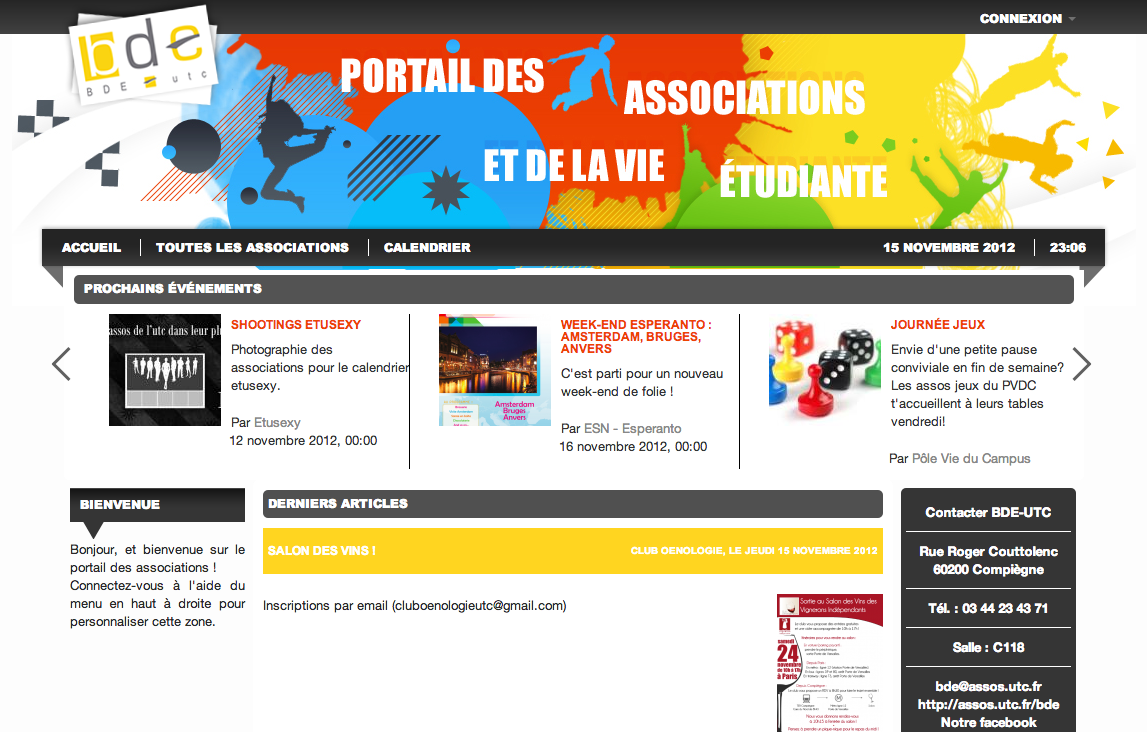 bde
BDE utc
CONNEXION
PORTAIL DES
ASSOCIATIONS
ET DE LA VIE
ÉTUDIANTE
ACCUEIL
TOUTES LES ASSOCIATIONS
CALENDRIER
15 NOVEMBRE 2012
23:06
PROCHAINS ÉVÉNEMENTS
assos de l'utc dans leur pl
SHOOTINGS ETUSEXY
Photographie des
associations pour le calendrier
etusexy.
Par Etusexy
12 novembre 2012, 00:00
Amsterdam
Bruges
Anvers
WEEK-END ESPERANTO :
AMSTERDAM, BRUGES,
ANVERS
C'est parti pour un nouveau
week-end de folie !
Par ESN - Esperanto
16 novembre 2012, 00:00
JOURNÉE JEUX
Envie d'une petite pause
conviviale en fin de semaine?
Les assos jeux du PVDC
t'accueillent à leurs tables
vendredi!
Par Pôle Vie du Campus
BIENVENUE
Bonjour, et bienvenue sur le
portail des associations !
Connectez-vous à l'aide du
menu en haut à droite pour
personnaliser cette zone.
DERNIERS ARTICLES
SALON DES VINS !
CLUB OENOLOGIE, LE JEUDI 15 NOVEMBRE 2012
Inscriptions par email (cluboenologieutc@gmail.com)
Sortie au Salon des Vins des
Vignerons Indépendants
samedi
24
novembre
de 10h à 17h
à Paris
Contacter BDE-UTC
Rue Roger Couttolenc
60200 Compiègne
Tél. : 03 44 23 43 71
Salle : C118
bde@assos.utc.fr
http://assos.utc.fr/bde
Notre facebook